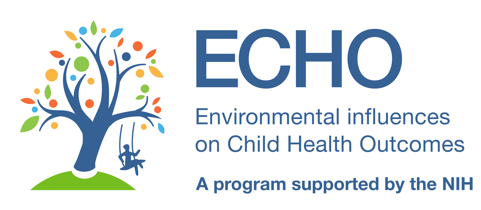 ECHO
Environmental influences
on Child Health Outcomes
A program supported by the NIH